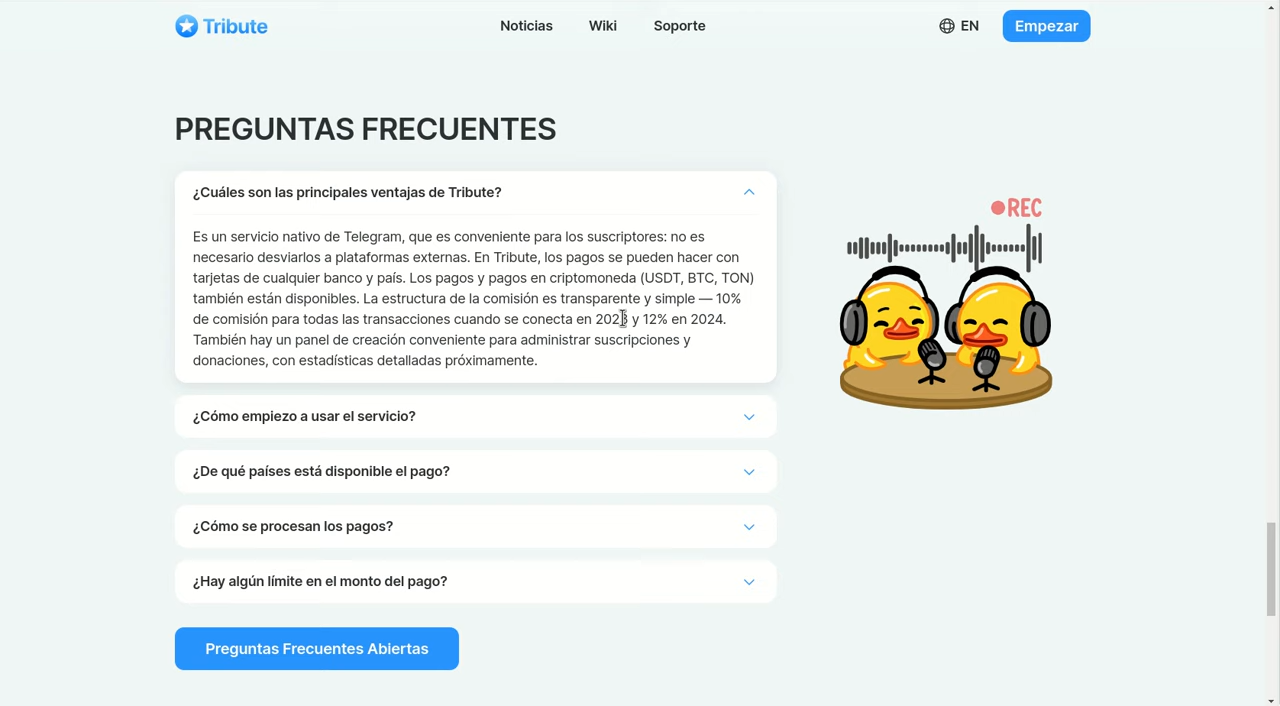 Tribute
Noticias
Wiki
Soporte
EN
Empezar
PREGUNTAS FRECUENTES
¿Cuáles son las principales ventajas de Tribute?
Es un servicio nativo de Telegram, que es conveniente para los suscriptores: no es
necesario desviarlos a plataformas externas. En Tribute, los pagos se pueden hacer con
tarjetas de cualquier banco y país. Los pagos y pagos en criptomoneda (USDT, BTC, TON)
también están disponibles. La estructura de la comisión es transparente y simple — 10%
de comisión para todas las transacciones cuando se conecta en 2023 y 12% en 2024.
También hay un panel de creación conveniente para administrar suscripciones y
donaciones, con estadísticas detalladas próximamente.
REC
¿Cómo empiezo a usar el servicio?
¿De qué países está disponible el pago?
¿Cómo se procesan los pagos?
¿Hay algún límite en el monto del pago?
Preguntas Frecuentes Abiertas